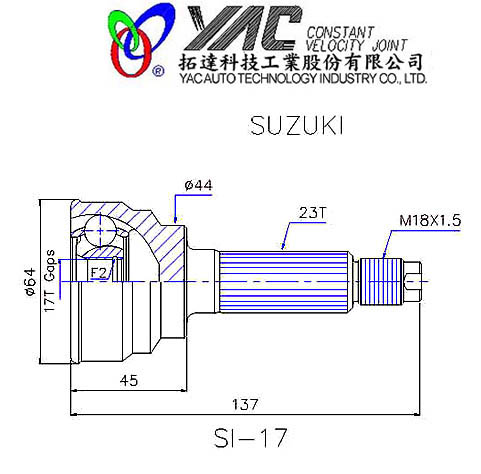 YAC CONSTANT
VELOCITY JOINT
®
拓達科技工業股份有限公司
YAC AUTO TECHNOLOGY INDUSTRY CO., LTD.
SUZUKI
ø44
23T
M18X1.5
ø64
17T Gaps
F2
45
137
SI-17